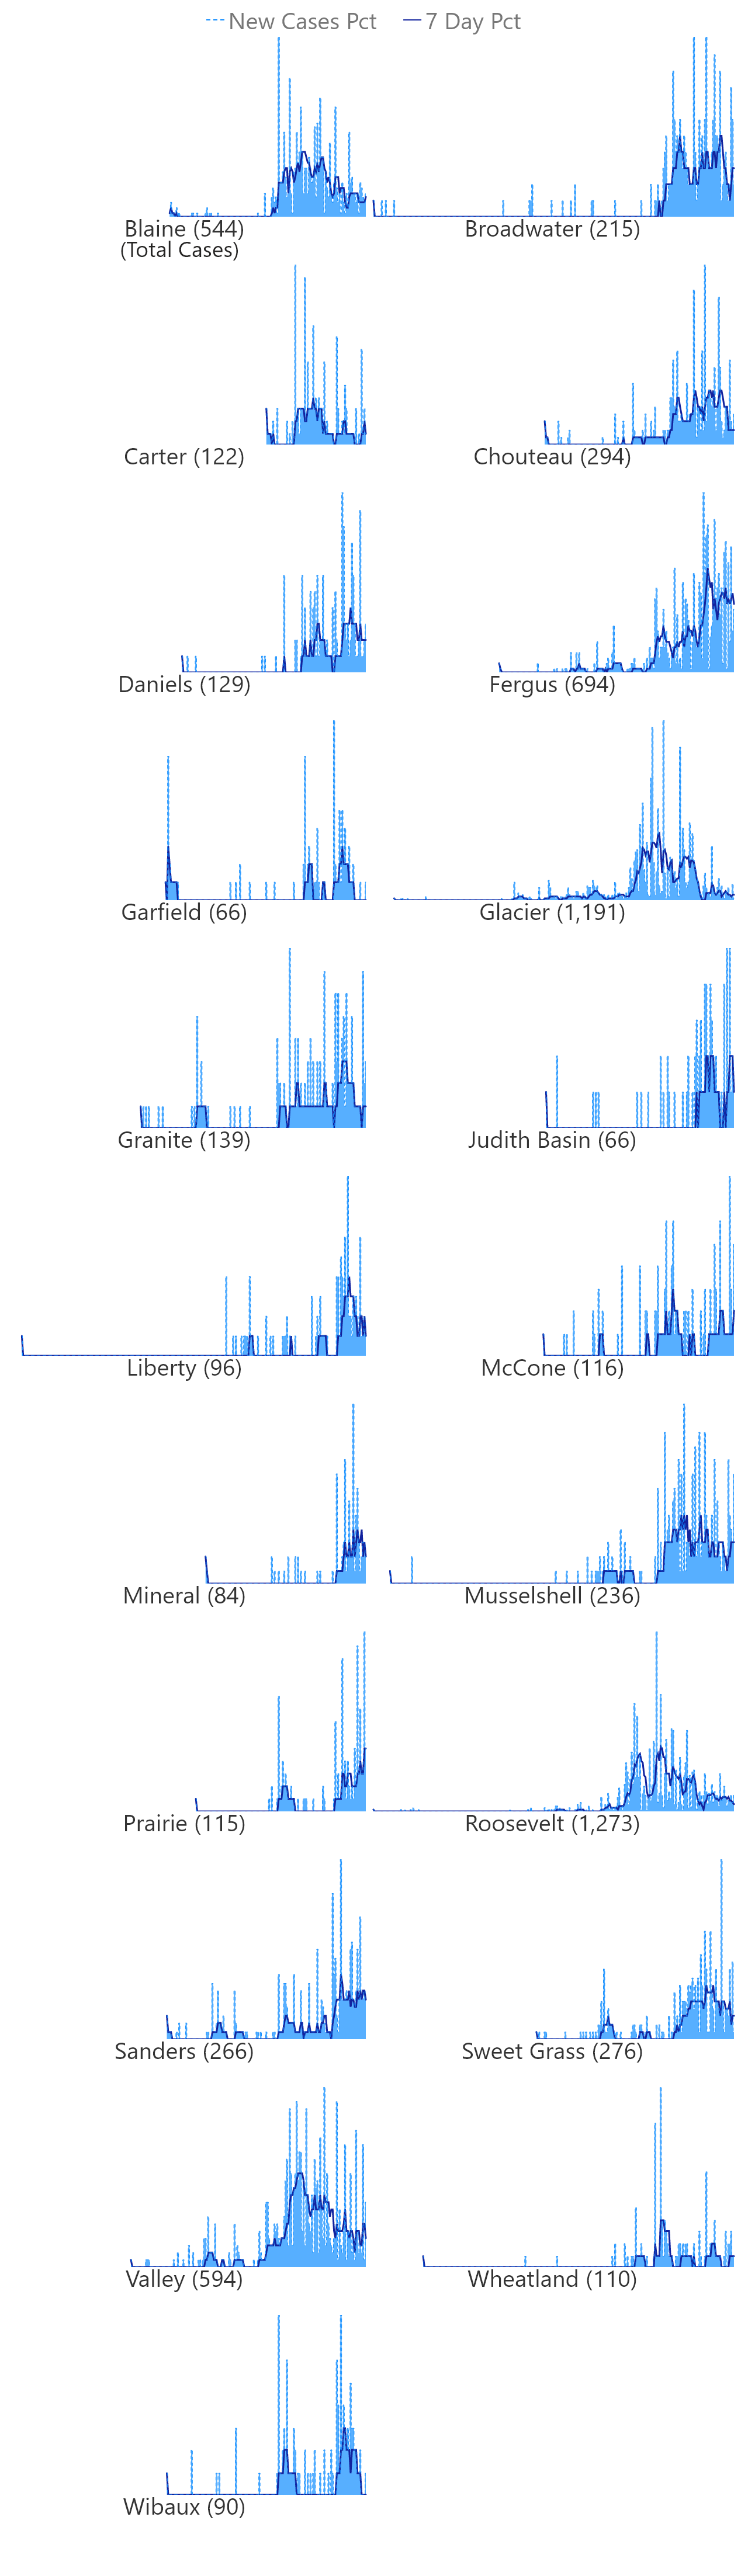 New Cases Pct 7 Day Pct
Blaine (544) Broadwater (215)
(Total Cases)
Carter (122) Chouteau (294)
Daniels (129) Fergus (694)
Garfield (66) Glacier (1,191)
Granite (139) Judith Basin (66)
Liberty (96) McCone (116)
Mineral (84) Musselshell (236)
Prairie (115) Roosevelt (1,273)
Sanders (266) Sweet Grass (276)
Valley (594) Wheatland (110)
Wibaux (90)